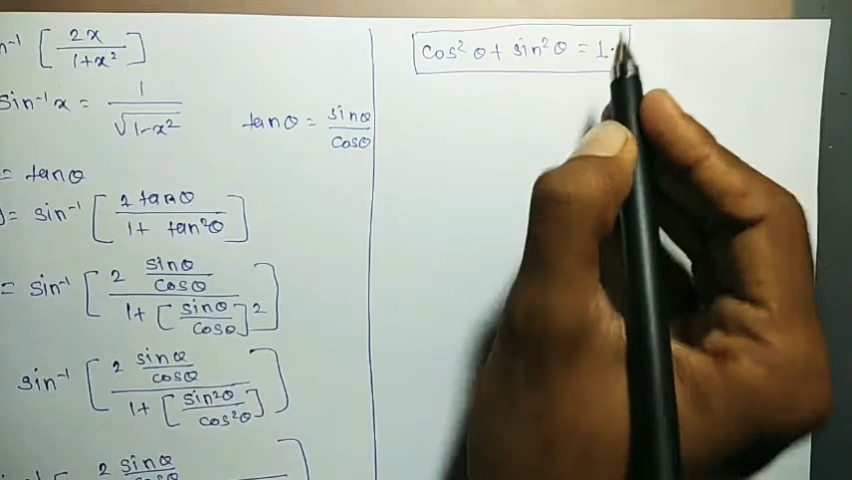 n⁻¹ [ 2x / 1+x² ]
sin⁻¹x = 1 / √1-x²
tanθ = sinθ / cosθ
= tanθ
= sin⁻¹ [ 2 tanθ / 1+ tan²θ ]
= sin⁻¹ [ 2 sinθ/cosθ / 1+ [ sinθ/cosθ ]² ]
sin⁻¹ [ 2 sinθ/cosθ / 1+ [ sin²θ/cos²θ ] ]
2 sinθ
cos²θ + sin²θ = 1.